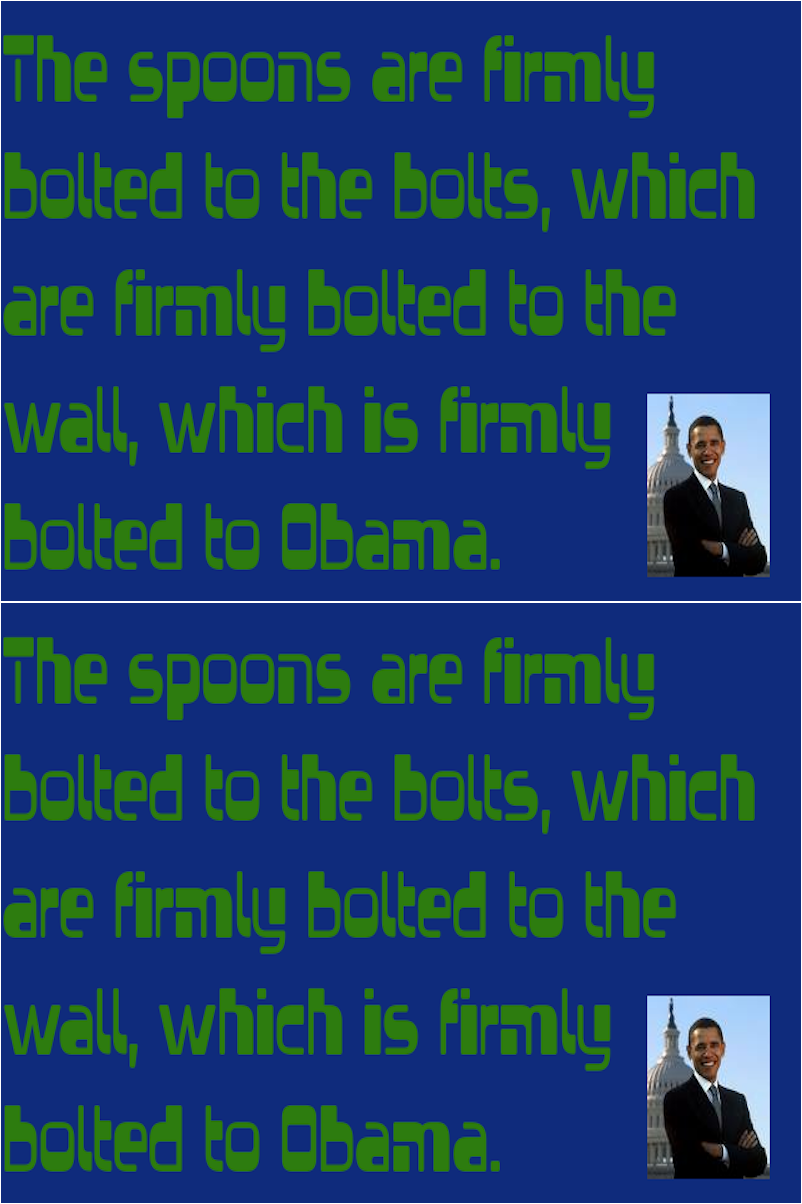 The spoons are firmly
bolted to the bolts, which
are firmly bolted to the
wall, which is firmly
bolted to Obama.
The spoons are firmly
bolted to the bolts, which
are firmly bolted to the
wall, which is firmly
bolted to Obama.